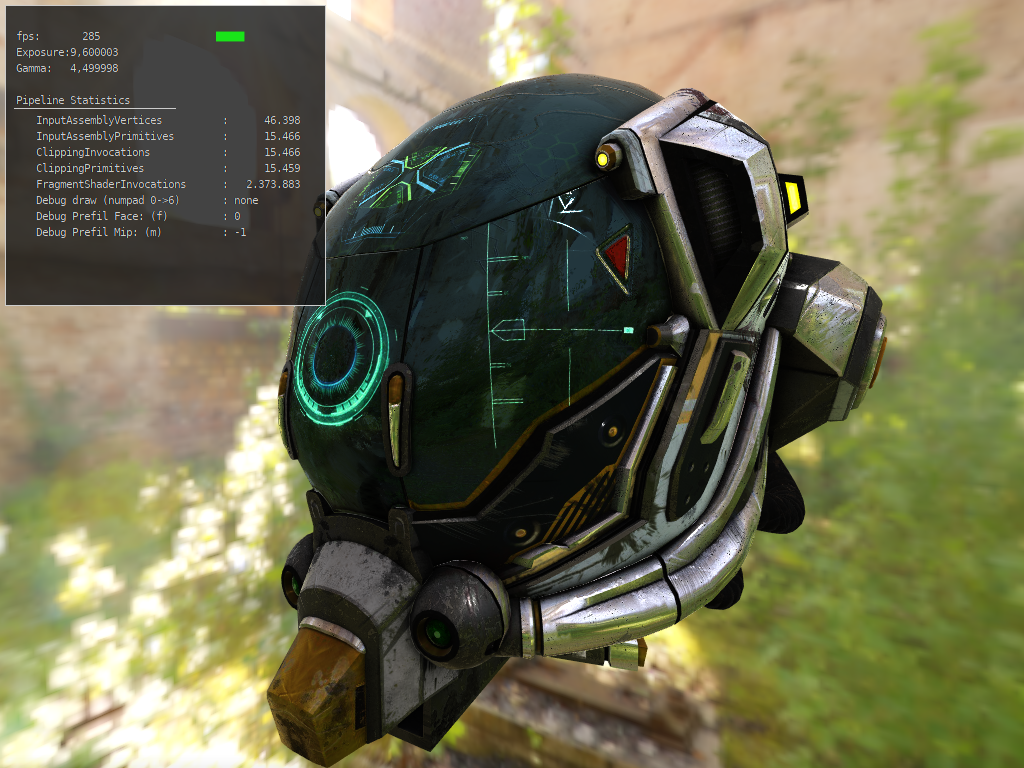 fps: 285
Exposure:9,600003
Gamma: 4,499998
Pipeline Statistics
InputAssemblyVertices : 46.398
InputAssemblyPrimitives : 15.466
ClippingInvocations : 15.466
ClippingPrimitives : 15.459
FragmentShaderInvocations : 2.373.883
Debug draw (numpad 0->6) : none
Debug Prefil Face: (f) : 0
Debug Prefil Mip: (m) : -1